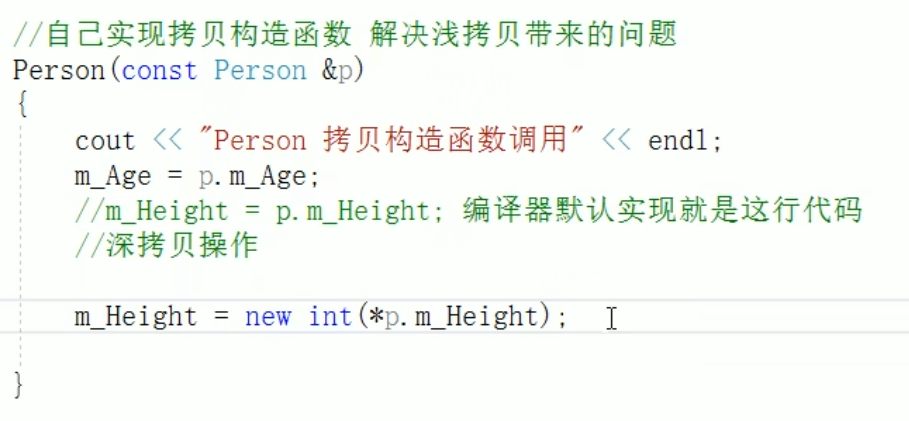 //自己实现拷贝构造函数 解决浅拷贝带来的问题
Person(const Person &p)
{
cout << "Person 拷贝构造函数调用" << endl;
m_Age = p.m_Age;
//m_Height = p.m_Height; 编译器默认实现就是这行代码
//深拷贝操作
m_Height = new int(*p.m_Height);
}